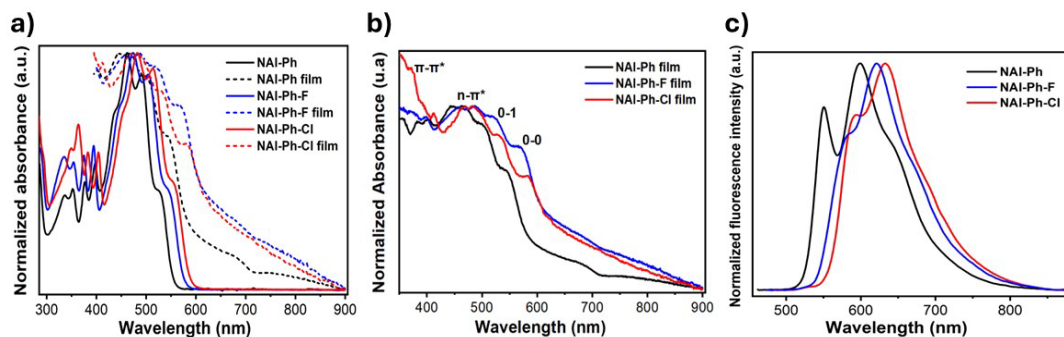 a)
Normalized absorbance (a.u.)
NAI-Ph
NAI-Ph film
NAI-Ph-F
NAI-Ph-F film
NAI-Ph-Cl
NAI-Ph-Cl film
300 400 500 600 700 800 900
Wavelength (nm)
b)
Normalized Absorbance (u.a)
π-π*
n-π*
0-1
0-0
NAI-Ph film
NAI-Ph-F film
NAI-Ph-Cl film
400 500 600 700 800 900
Wavelength (nm)
c)
Normalized fluorescence intensity (a.u.)
NAI-Ph
NAI-Ph-F
NAI-Ph-Cl
500 600 700 800
Wavelength (nm)